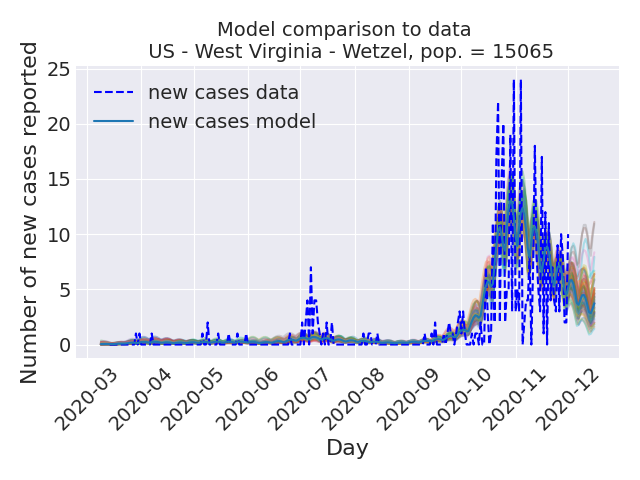 Model comparison to data
US - West Virginia - Wetzel, pop. = 15065
Number of new cases reported
25
20
15
10
5
0
new cases data
new cases model
2020-03
2020-04
2020-05
2020-06
2020-07
2020-08
2020-09
2020-10
2020-11
2020-12
Day